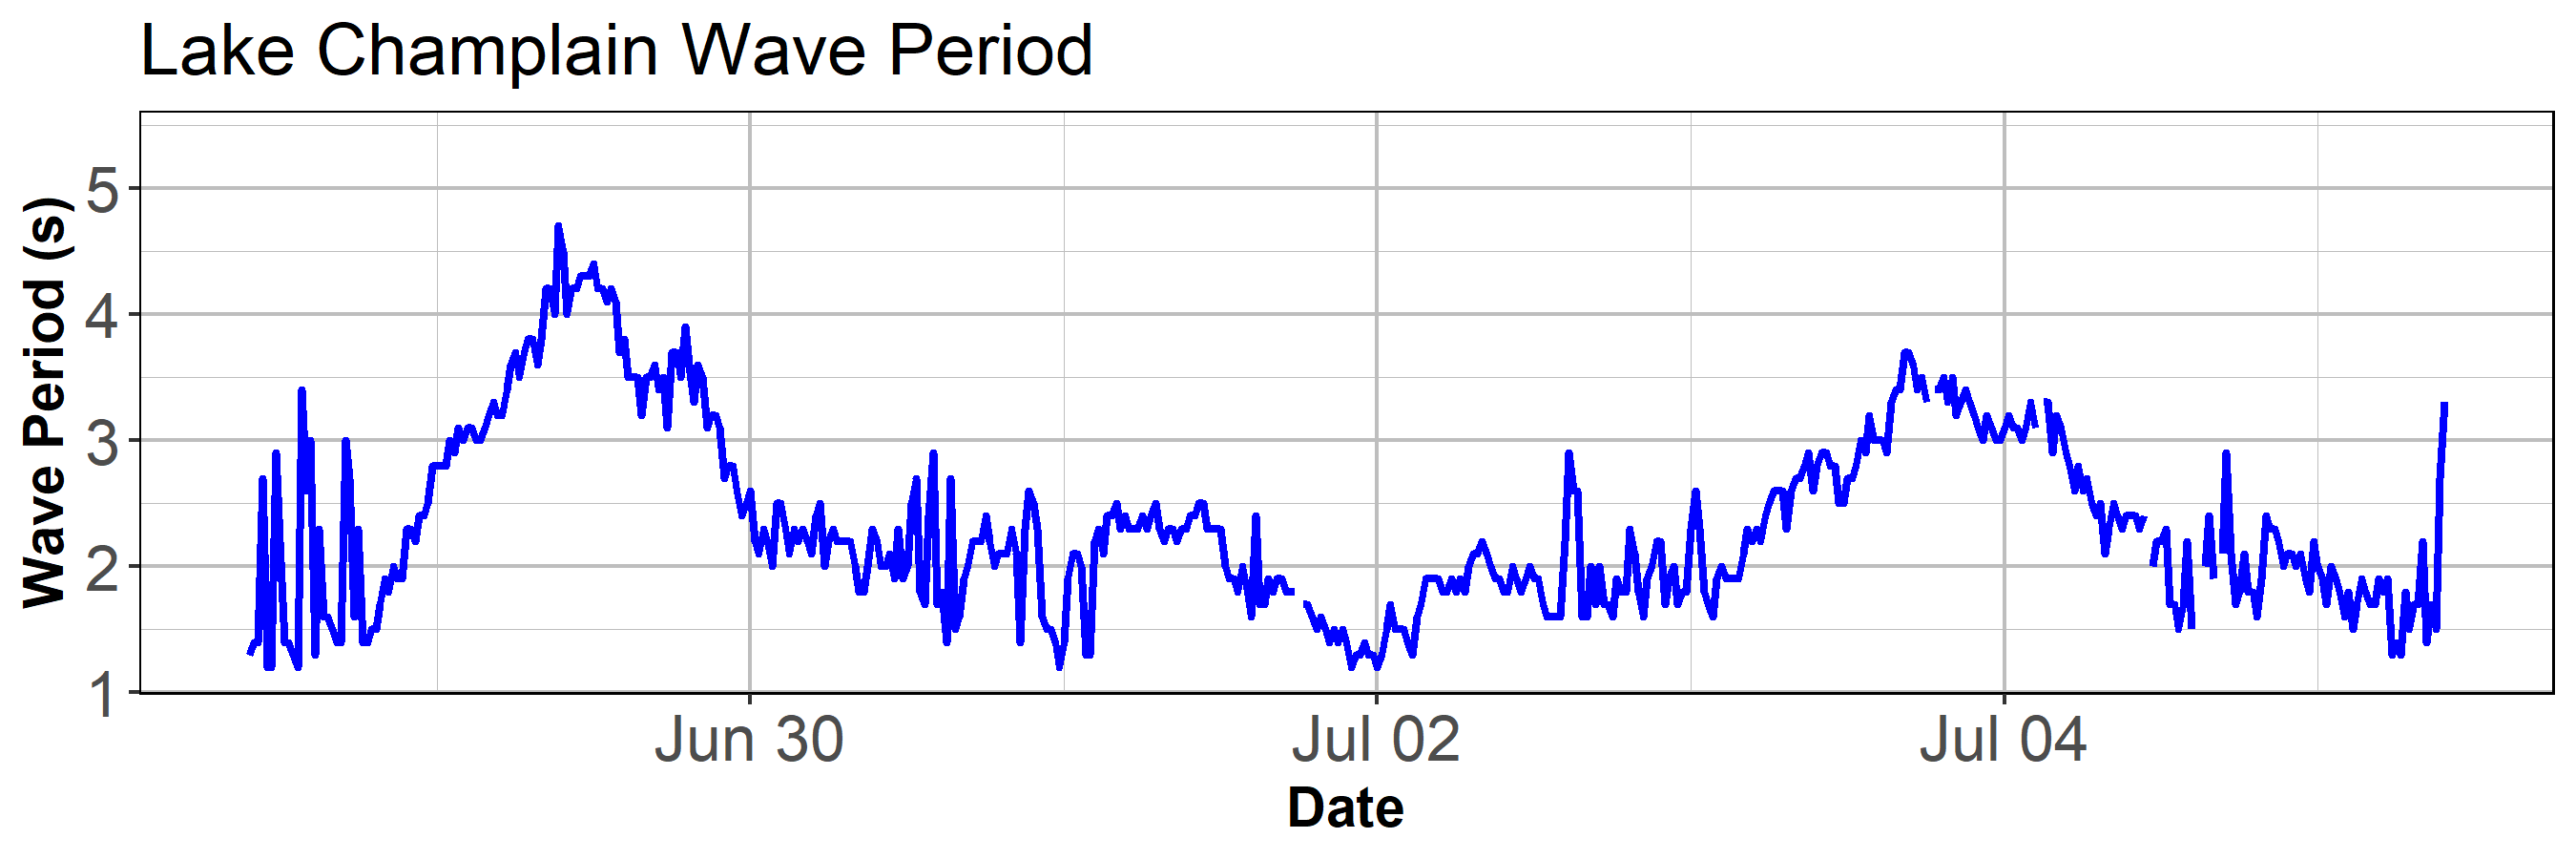 Lake Champlain Wave Period
Wave Period (s)
5
4
3
2
1
Jun 30
Jul 02
Jul 04
Date